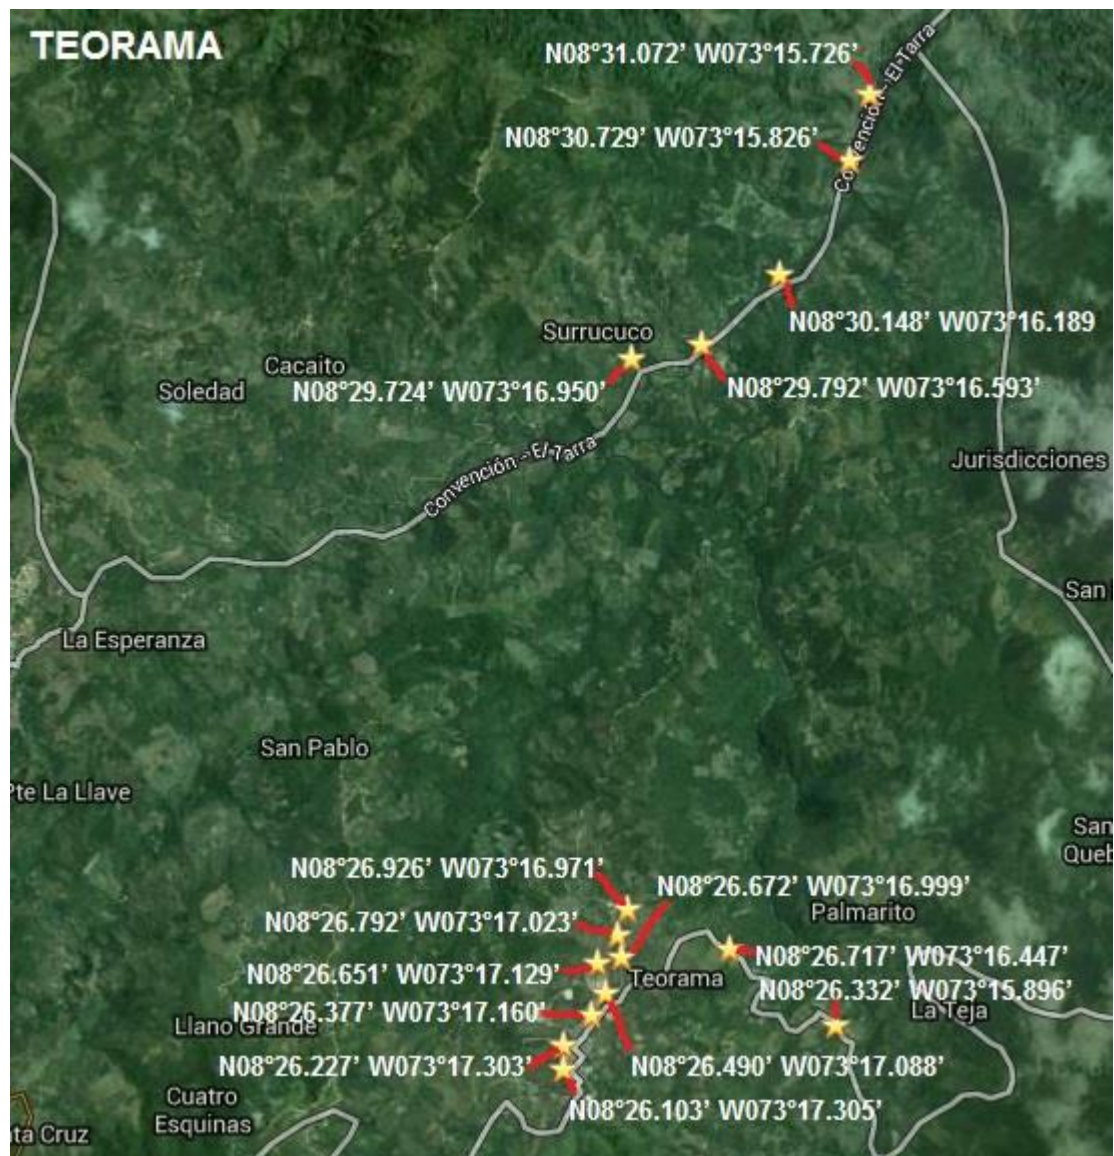 TEORAMA
N08°31.072’ W073°15.726’
Convención - El Tarra
N08°30.729’ W073°15.826’
N08°30.148’ W073°16.189
Surrucuco
Cacaito
Soledad
N08°29.724’ W073°16.950’
N08°29.792’ W073°16.593’
Convención - El Tarra
Jurisdicciones
San
La Esperanza
San Pablo
Pte La Llave
San
Queb
N08°26.926’ W073°16.971’
N08°26.672’ W073°16.999’
Palmarito
N08°26.792’ W073°17.023’
N08°26.717’ W073°16.447’
N08°26.651’ W073°17.129’
Teorama
N08°26.332’ W073°15.896’
N08°26.377’ W073°17.160’
La Teja
Llano Grande
N08°26.227’ W073°17.303’
N08°26.490’ W073°17.088’
Cuatro
Esquinas
N08°26.103’ W073°17.305’
ta Cruz